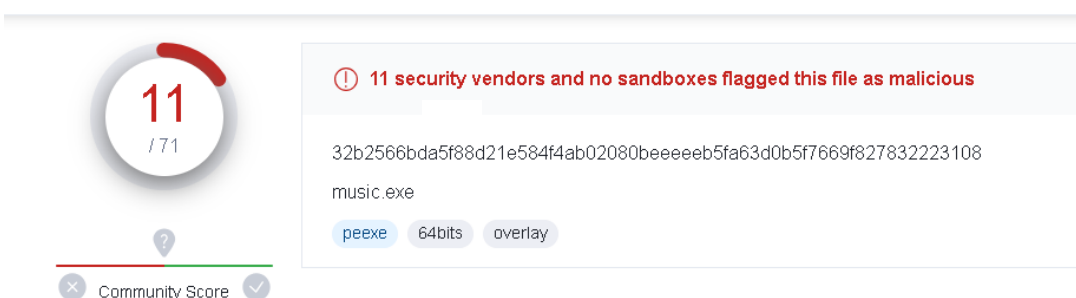 11
/ 71
Community Score
11 security vendors and no sandboxes flagged this file as malicious
32b2566bda5f88d21e584f4ab02080beeeeeb5fa63d0b5f7669f827832223108
music.exe
peexe 64bits overlay